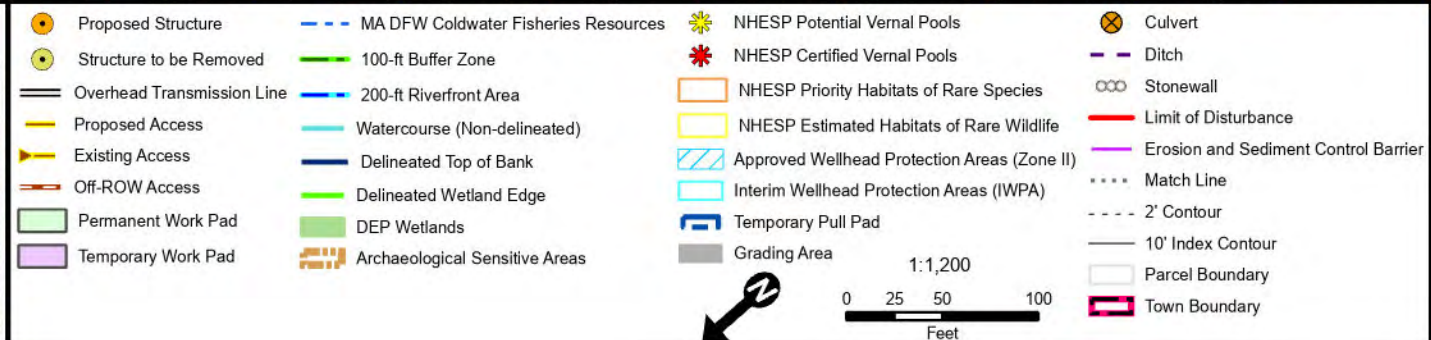 Proposed Structure
Structure to be Removed
Overhead Transmission Line
Proposed Access
Existing Access
Off-ROW Access
Permanent Work Pad
Temporary Work Pad
MA DFW Coldwater Fisheries Resources
100-ft Buffer Zone
200-ft Riverfront Area
Watercourse (Non-delineated)
Delineated Top of Bank
Delineated Wetland Edge
DEP Wetlands
Archaeological Sensitive Areas
NHESP Potential Vernal Pools
NHESP Certified Vernal Pools
NHESP Priority Habitats of Rare Species
NHESP Estimated Habitats of Rare Wildlife
Approved Wellhead Protection Areas (Zone II)
Interim Wellhead Protection Areas (IWPA)
Temporary Pull Pad
Grading Area
N
1:1,200
0 25 50 100
Feet
Culvert
Ditch
Stonewall
Limit of Disturbance
Erosion and Sediment Control Barrier
Match Line
2' Contour
10' Index Contour
Parcel Boundary
Town Boundary